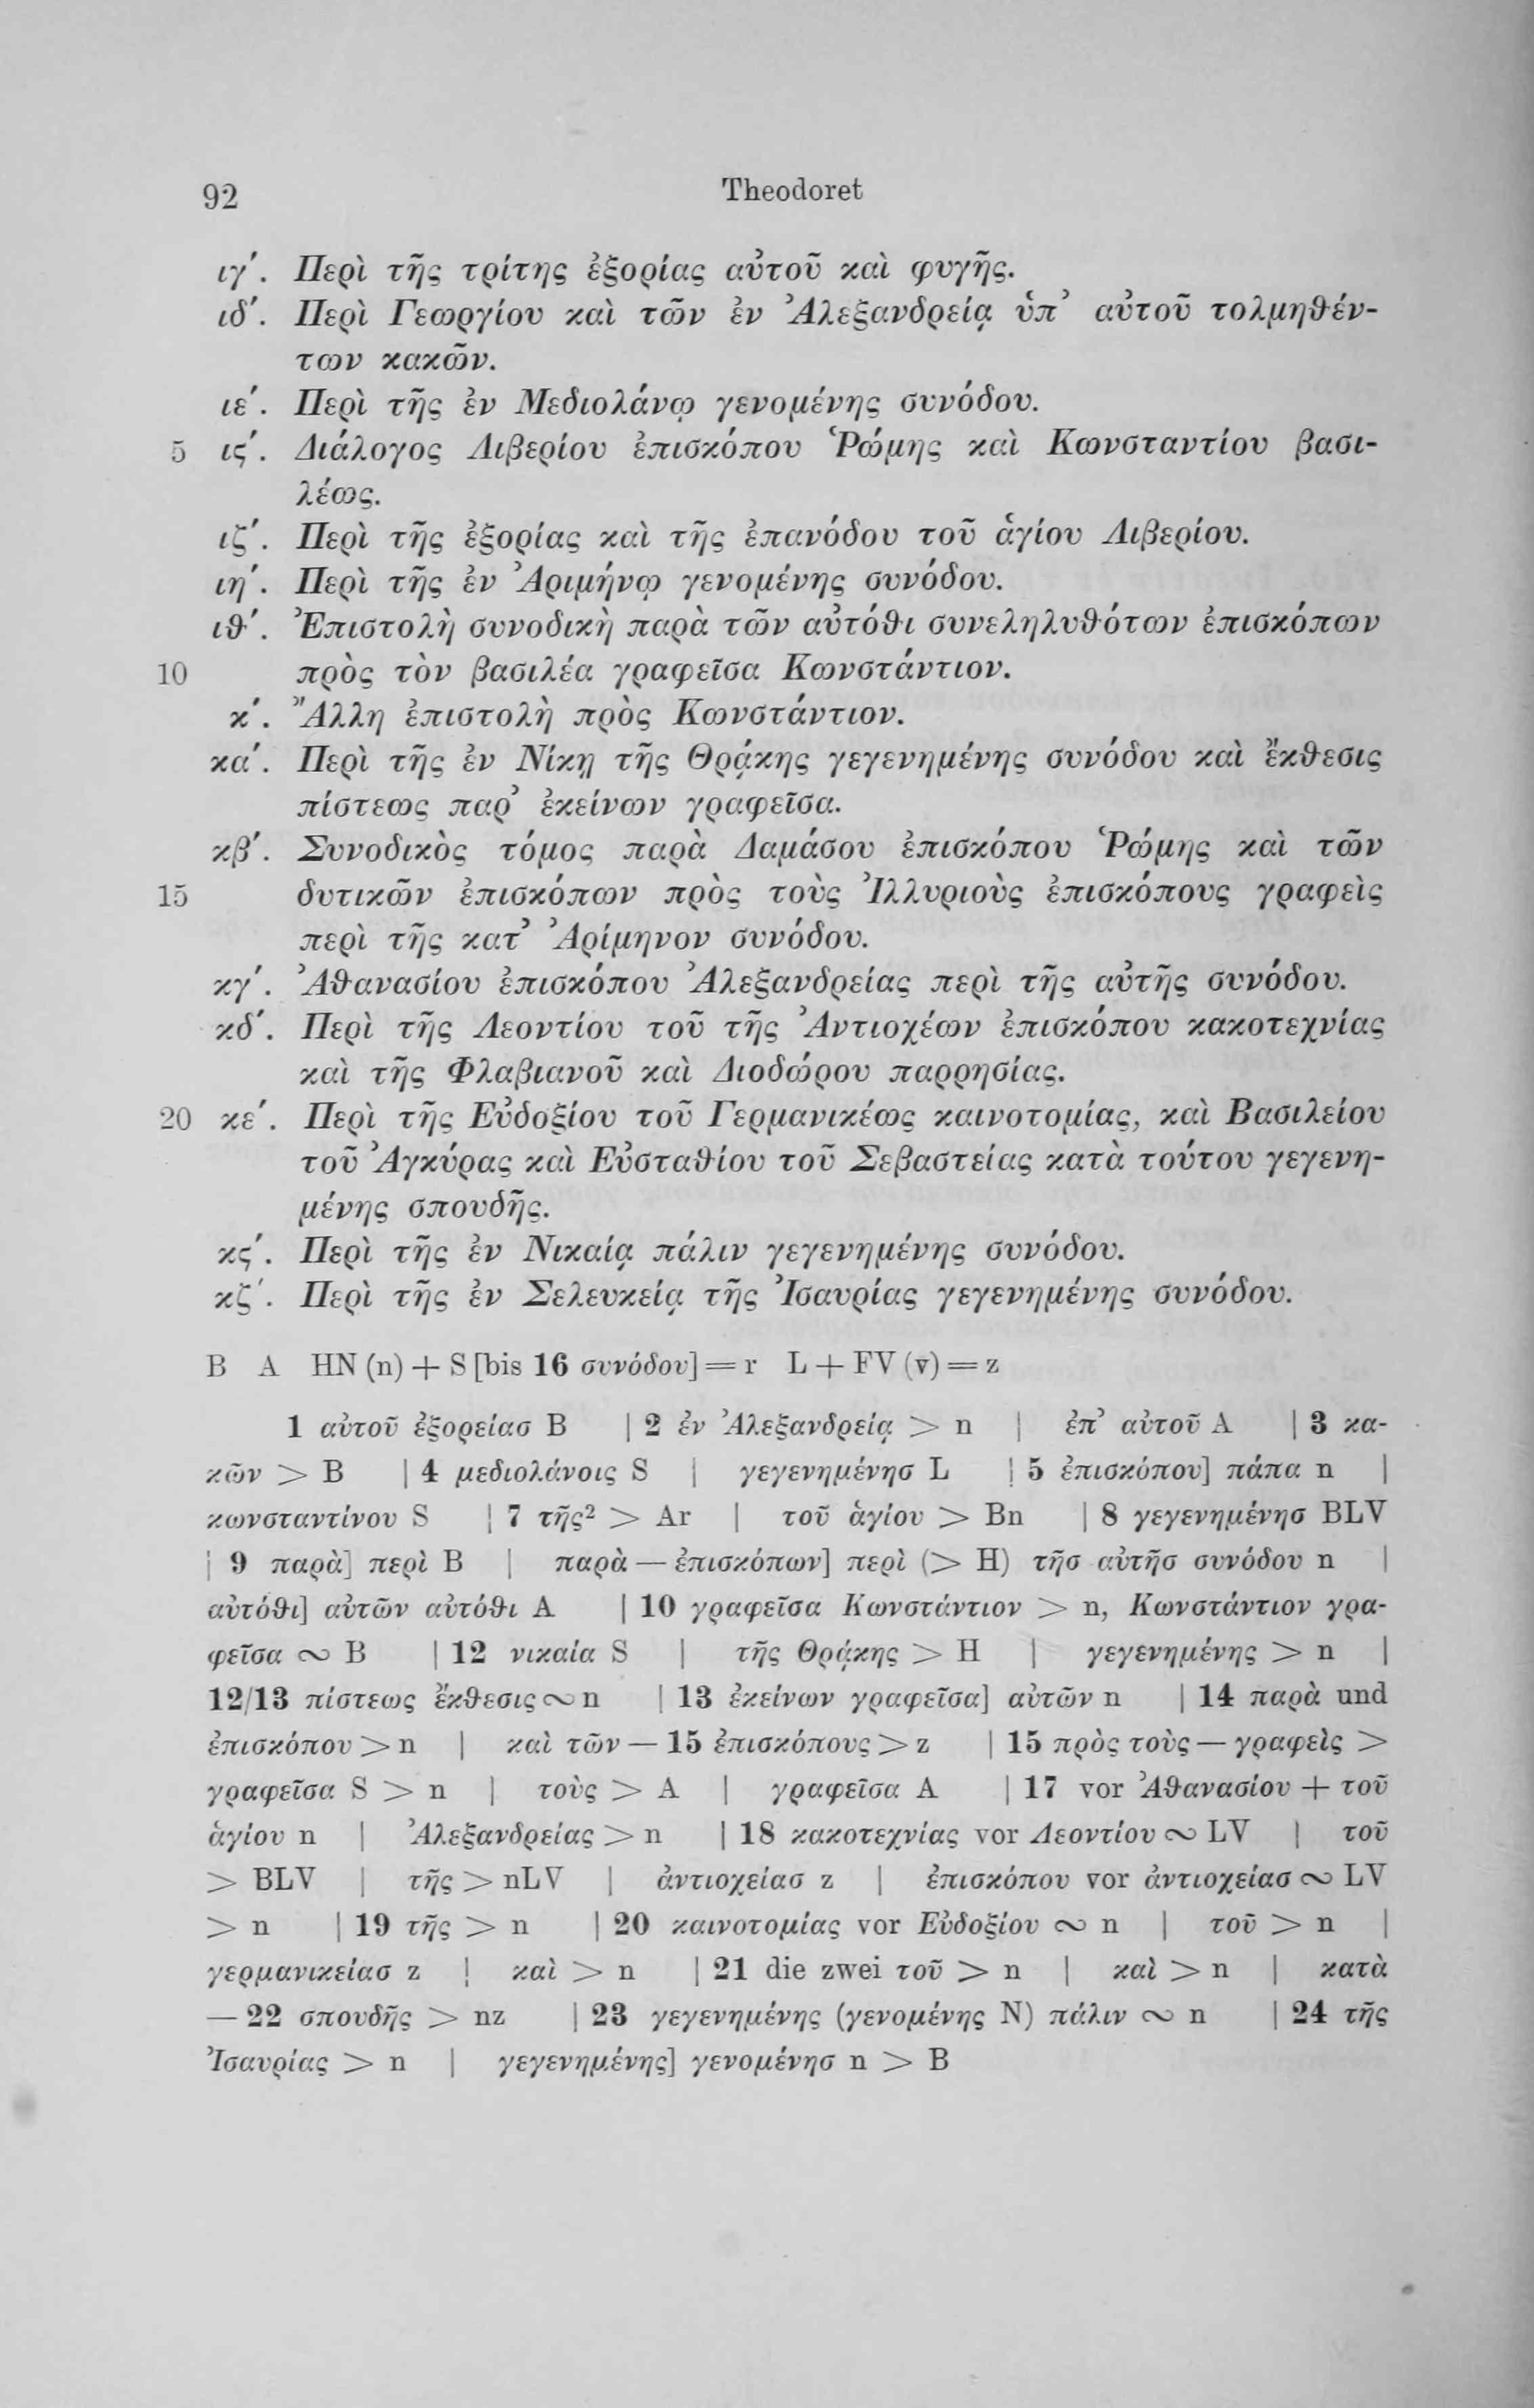 92 Theodoret
ιγ΄. Περὶ τῆς τρίτης ἐξορίας αὐτοῦ καὶ φυγῆς.
ιδ΄. Περὶ Γεωργίου καὶ τῶν ἐν Ἀλεξανδρείᾳ ὑπ᾽ αὐτοῦ τολμηθέν-
των κακῶν.
ιε΄. Περὶ τῆς ἐν Μεδιολάνῳ γενομένης συνόδου.
5 ις΄. Διάλογος Λιβερίου ἐπισκόπου Ῥώμης καὶ Κωνσταντίου βασι-
λέως.
ιζ΄. Περὶ τῆς ἐξορίας καὶ τῆς ἐπανόδου τοῦ ἁγίου Λιβερίου.
ιη΄. Περὶ τῆς ἐν Ἀριμήνῳ γενομένης συνόδου.
ιθ΄. Ἐπιστολὴ συνοδικὴ παρὰ τῶν αὐτόθι συνεληλυθότων ἐπισκόπων
10 πρὸς τὸν βασιλέα γραφεῖσα Κωνστάντιον.
κ΄. Ἄλλη ἐπιστολὴ πρὸς Κωνστάντιον.
κα΄. Περὶ τῆς ἐν Νίκῃ τῆς Θρᾴκης γεγενημένης συνόδου καὶ ἔκθεσις
πίστεως παρ᾽ ἐκείνων γραφεῖσα.
κβ΄. Συνοδικὸς τόμος παρὰ Δαμάσου ἐπισκόπου Ῥώμης καὶ τῶν
15 δυτικῶν ἐπισκόπων πρὸς τοὺς Ἰλλυριοὺς ἐπισκόπους γραφεὶς
περὶ τῆς κατ᾽ Ἀρίμηνον συνόδου.
κγ΄. Ἀθανασίου ἐπισκόπου Ἀλεξανδρείας περὶ τῆς αὐτῆς συνόδου.
κδ΄. Περὶ τῆς Λεοντίου τοῦ τῆς Ἀντιοχέων ἐπισκόπου κακοτεχνίας
καὶ τῆς Φλαβιανοῦ καὶ Διοδώρου παρρησίας.
20 κε΄. Περὶ τῆς Εὐδοξίου τοῦ Γερμανικέως καινοτομίας, καὶ Βασιλείου
τοῦ Ἀγκύρας καὶ Εὐσταθίου τοῦ Σεβαστείας κατὰ τούτου γεγενη-
μένης σπουδῆς.
κς΄. Περὶ τῆς ἐν Νικαίᾳ πάλιν γεγενημένης συνόδου.
κζ΄. Περὶ τῆς ἐν Σελευκείᾳ τῆς Ἰσαυρίας γεγενημένης συνόδου.
B A HN (n) + S [bis 16 συνόδου] = r L + FV (v) = z
1 αὐτοῦ ἐξορείασ B | 2 ἐν Ἀλεξανδρείᾳ > n | ἐπ᾽ αὐτοῦ A | 3 κα-
κῶν > B | 4 μεδιολάνοις S | γεγενημένησ L | 5 ἐπισκόπου] πάπα n |
κωνσταντίνου S | 7 τῆς² > Ar | τοῦ ἁγίου > Bn | 8 γεγενημένησ BLV
| 9 παρὰ] περὶ B | παρὰ — ἐπισκόπων] περὶ (> H) τῆσ αὐτῆσ συνόδου n |
αὐτόθι] αὐτῶν αὐτόθι A | 10 γραφεῖσα Κωνστάντιον > n, Κωνστάντιον γρα-
φεῖσα ∾ B | 12 νικαία S | τῆς Θρᾴκης > H | γεγενημένης > n |
12/13 πίστεως ἔκθεσις ∾ n | 13 ἐκείνων γραφεῖσα] αὐτῶν n | 14 παρὰ und
ἐπισκόπου > n | καὶ τῶν — 15 ἐπισκόπους > z | 15 πρὸς τοὺς — γραφεὶς >
γραφεῖσα S > n | τοὺς > A | γραφεῖσα A | 17 vor Ἀθανασίου + τοῦ
ἁγίου n | Ἀλεξανδρείας > n | 18 κακοτεχνίας vor Λεοντίου ∾ LV | τοῦ
> BLV | τῆς > nLV | ἀντιοχείασ z | ἐπισκόπου vor ἀντιοχείασ ∾ LV
> n | 19 τῆς > n | 20 καινοτομίας vor Εὐδοξίου ∾ n | τοῦ > n |
γερμανικείασ z | καὶ > n | 21 die zwei τοῦ > n | καὶ > n | κατὰ
— 22 σπουδῆς > nz | 23 γεγενημένης (γενομένης N) πάλιν ∾ n | 24 τῆς
Ἰσαυρίας > n | γεγενημένης] γενομένησ n > B